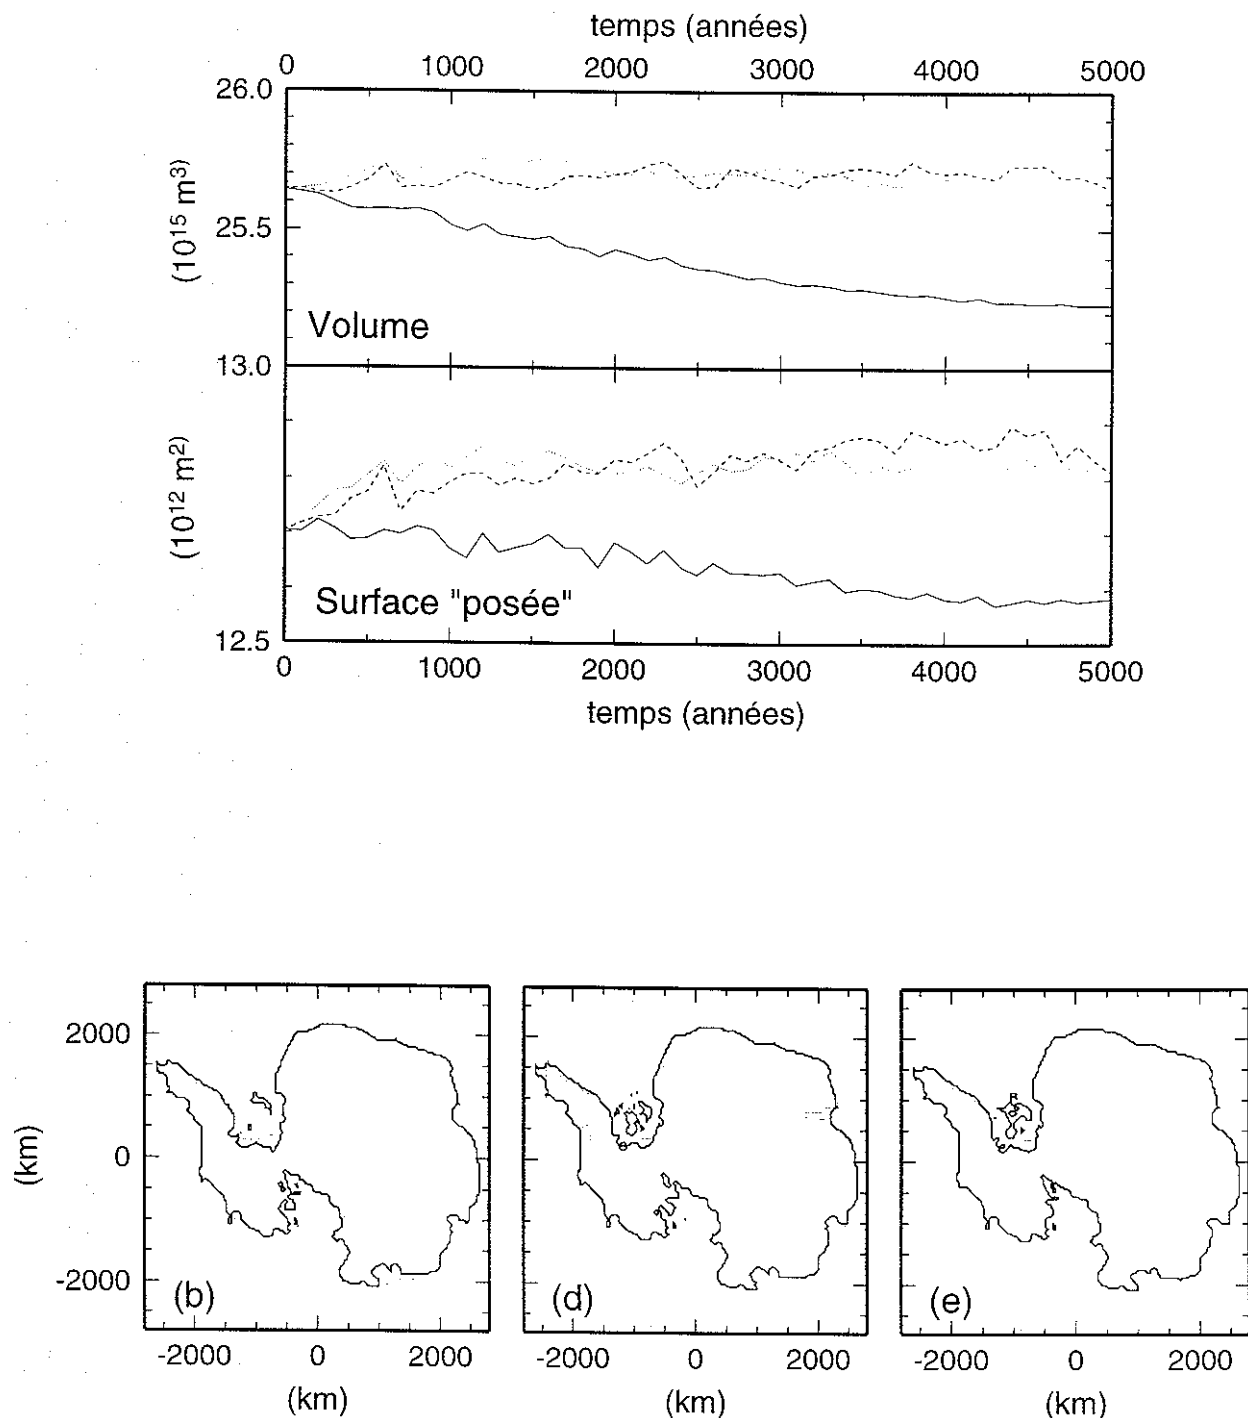 temps (années)
0 1000 2000 3000 4000 5000
26.0
(10¹⁵ m³)
25.5
Volume
13.0
(10¹² m²)
Surface "posée"
12.5
0 1000 2000 3000 4000 5000
temps (années)
2000
0
-2000
(km)
(b) (d) (e)
-2000 0 2000 -2000 0 2000 -2000 0 2000
(km) (km) (km)